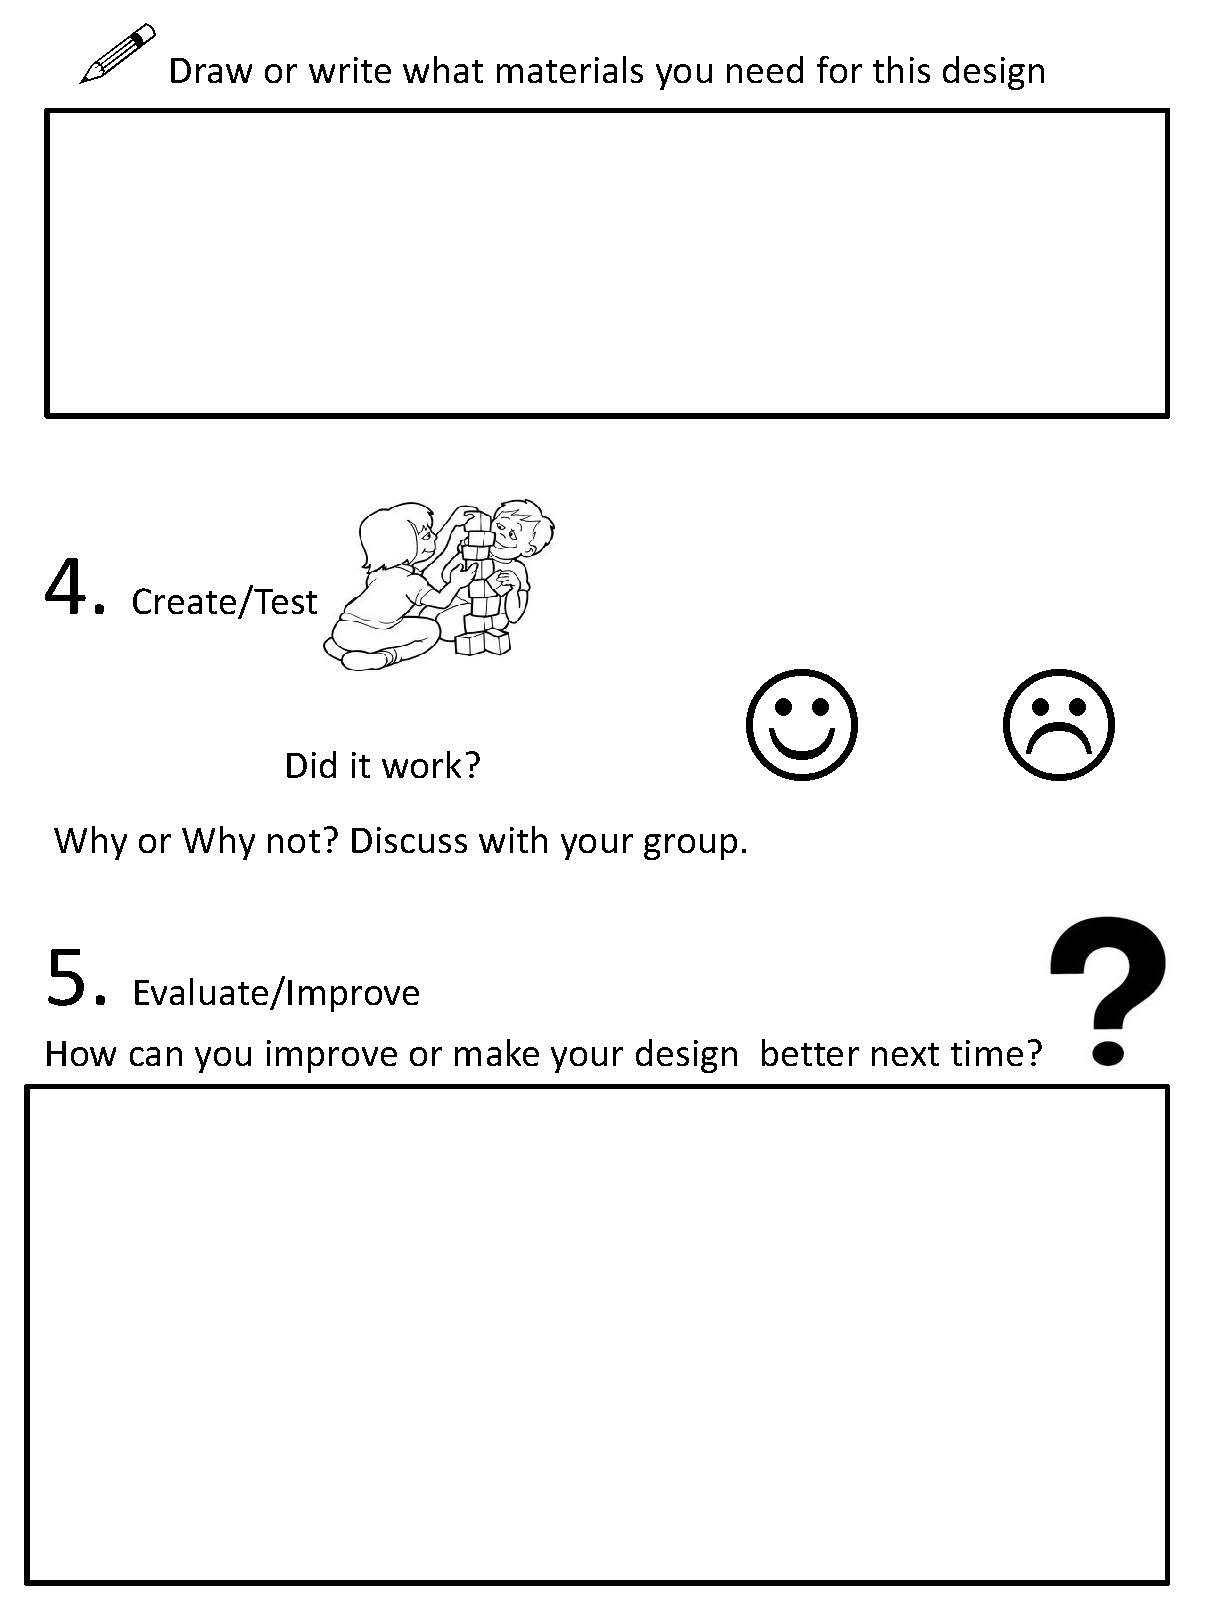 Draw or write what materials you need for this design
4. Create/Test
Did it work?
Why or Why not? Discuss with your group.
5. Evaluate/Improve
How can you improve or make your design  better next time?
?